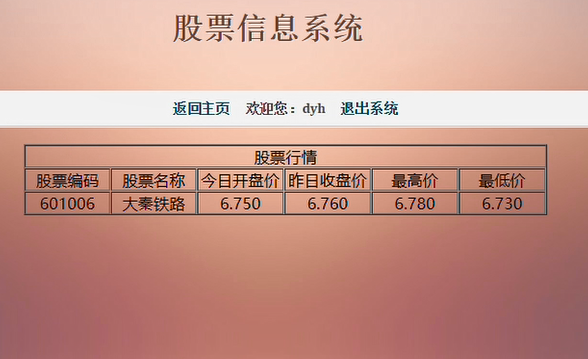 股票信息系统
返回主页 欢迎您：dyh 退出系统
股票行情
股票编码 股票名称 今日开盘价 昨日收盘价 最高价 最低价
601006 大秦铁路 6.750 6.760 6.780 6.730